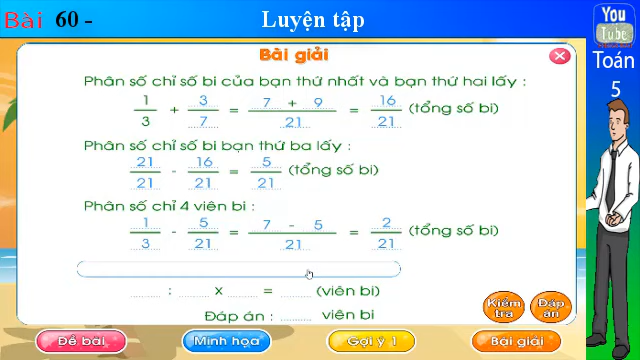 Bài 60 - Luyện tập
You
Tube
Toán
5
Bài giải
Phân số chỉ số bi của bạn thứ nhất và bạn thứ hai lấy :
1/3 + 3/7 = 7 + 9/21 = 16/21 (tổng số bi)
Phân số chỉ số bi bạn thứ ba lấy :
21/21 - 16/21 = 5/21 (tổng số bi)
Phân số chỉ 4 viên bi :
1/3 - 5/21 = 7 - 5/21 = 2/21 (tổng số bi)
........ : ........ x ........ = ........ (viên bi)
Đáp án : ........ viên bi
Kiểm tra
Đáp án
Đề bài
Minh họa
Gợi ý 1
Bài giải